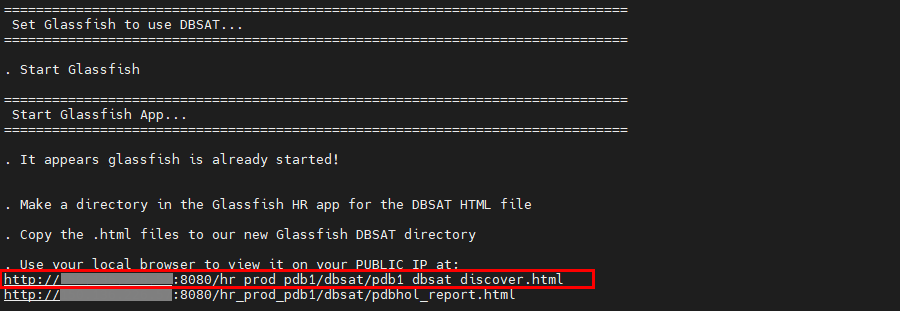 ==============================================================================
Set Glassfish to use DBSAT...
==============================================================================
. Start Glassfish
==============================================================================
Start Glassfish App...
==============================================================================
. It appears glassfish is already started!
. Make a directory in the Glassfish HR app for the DBSAT HTML file
. Copy the .html files to our new Glassfish DBSAT directory
. Use your local browser to view it on your PUBLIC IP at:
http:// :8080/hr_prod_pdb1/dbsat/pdb1_dbsat_discover.html
http:// :8080/hr_prod_pdb1/dbsat/pdbhol_report.html